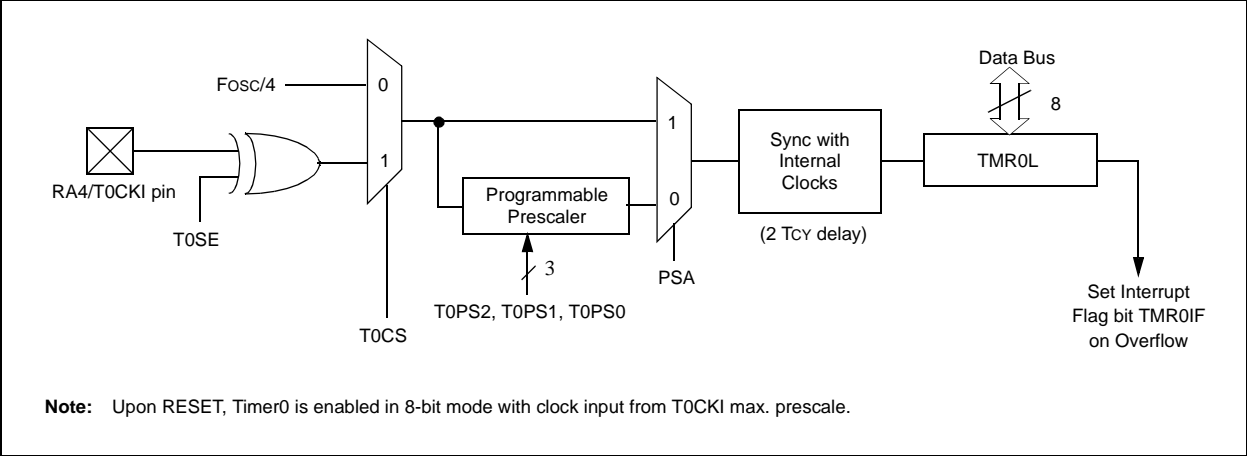 Data Bus
8
FOSC/4
0
1
RA4/T0CKI pin
T0SE
T0CS
Programmable
Prescaler
3
T0PS2, T0PS1, T0PS0
1
0
PSA
Sync with
Internal
Clocks
(2 TCY delay)
TMR0L
Set Interrupt
Flag bit TMR0IF
on Overflow
Note: Upon RESET, Timer0 is enabled in 8-bit mode with clock input from T0CKI max. prescale.